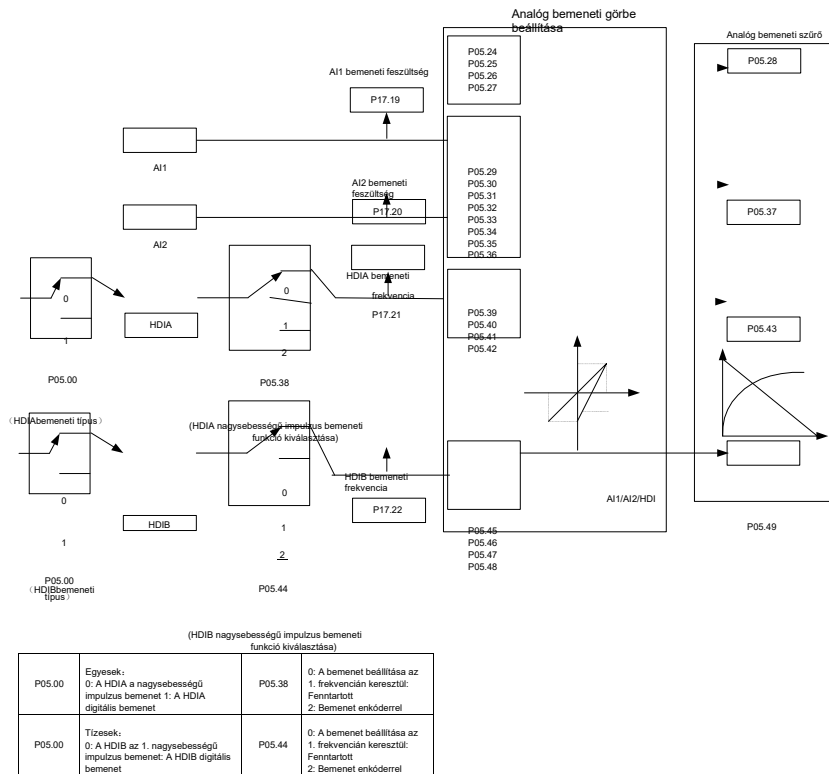 Analóg bemeneti görbe
beállítása
Analóg bemeneti szűrő
P05.24
P05.25
P05.26
P05.27
P05.28
AI1 bemeneti feszültség
P17.19
AI1
P05.29
P05.30
P05.31
P05.32
P05.33
P05.34
P05.35
P05.36
AI2 bemeneti
feszültség
P17.20
P05.37
AI2
HDIA bemeneti
frekvencia
P17.21
0
1
P05.00
HDIA
0
1
2
P05.38
P05.39
P05.40
P05.41
P05.42
P05.43
(HDIAbemeneti típus)
(HDIA nagysebességű impulzus bemeneti
funkció kiválasztása)
HDIB bemeneti
frekvencia
P17.22
0
1
HDIB
0
1
2
P05.44
AI1/AI2/HDI
P05.45
P05.46
P05.47
P05.48
P05.49
P05.00
(HDIBbemeneti
típus)
(HDIB nagysebességű impulzus bemeneti
funkció kiválasztása)
P05.00
Egyesek:
0: A HDIA a nagysebességű
impulzus bemenet 1: A HDIA
digitális bemenet
P05.38
0: A bemenet beállítása az
1. frekvencián keresztül:
Fenntartott
2: Bemenet enkóderrel
P05.00
Tízesek:
0: A HDIB az 1. nagysebességű
impulzus bemenet: A HDIB digitális
bemenet
P05.44
0: A bemenet beállítása az
1. frekvencián keresztül:
Fenntartott
2: Bemenet enkóderrel